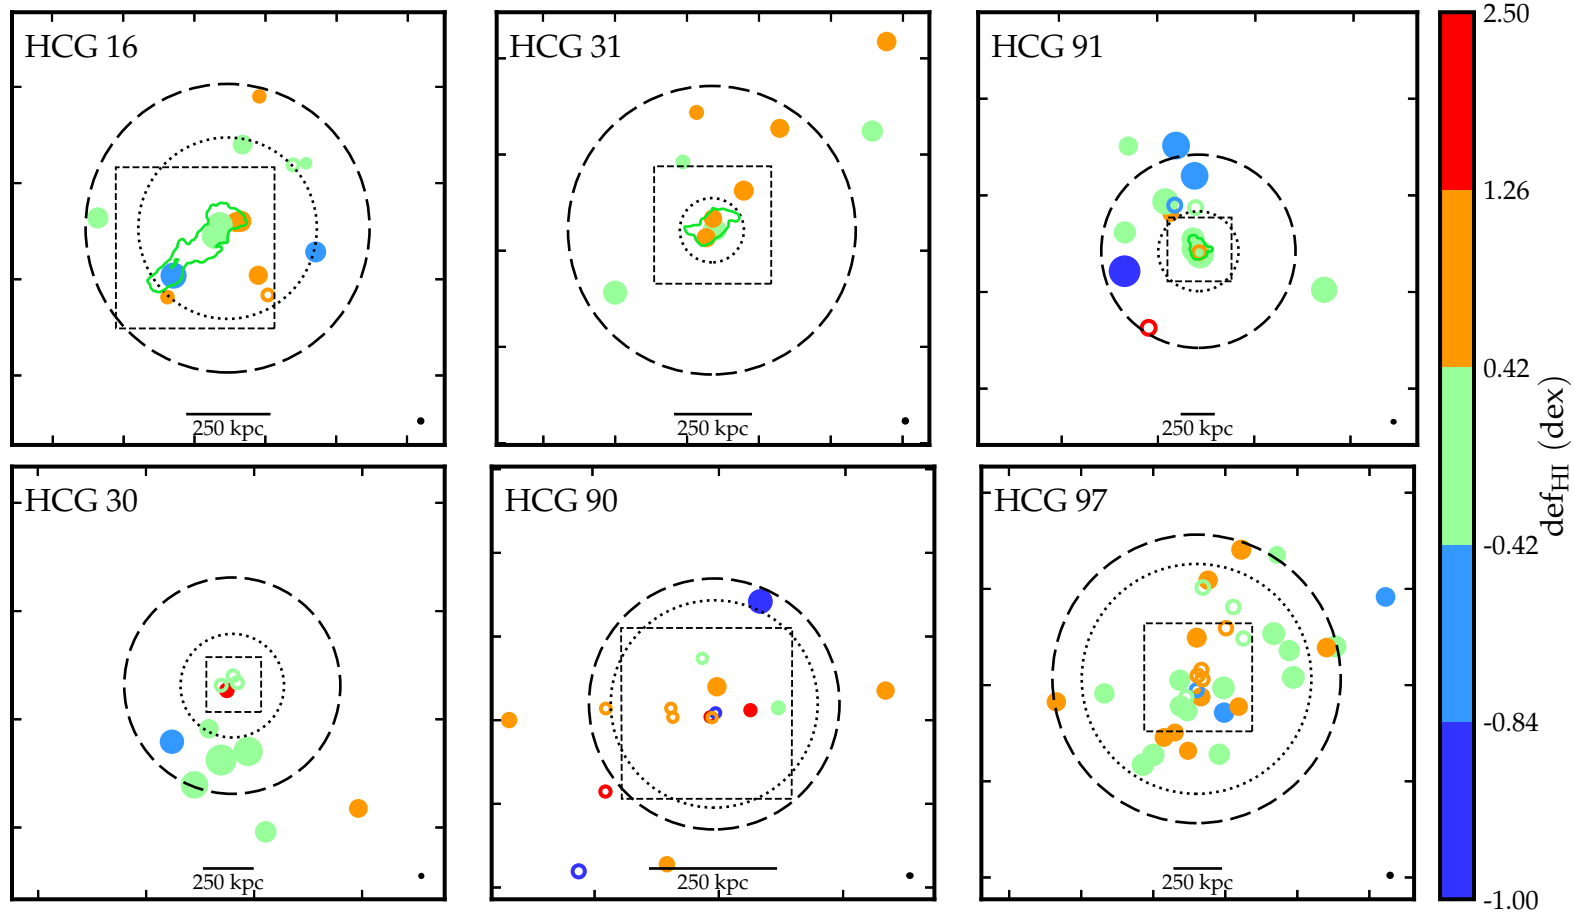 HCG 16
250 kpc
HCG 31
250 kpc
HCG 91
250 kpc
HCG 30
250 kpc
HCG 90
250 kpc
HCG 97
250 kpc
2.50
1.26
0.42
-0.42
-0.84
-1.00
def_HI (dex)